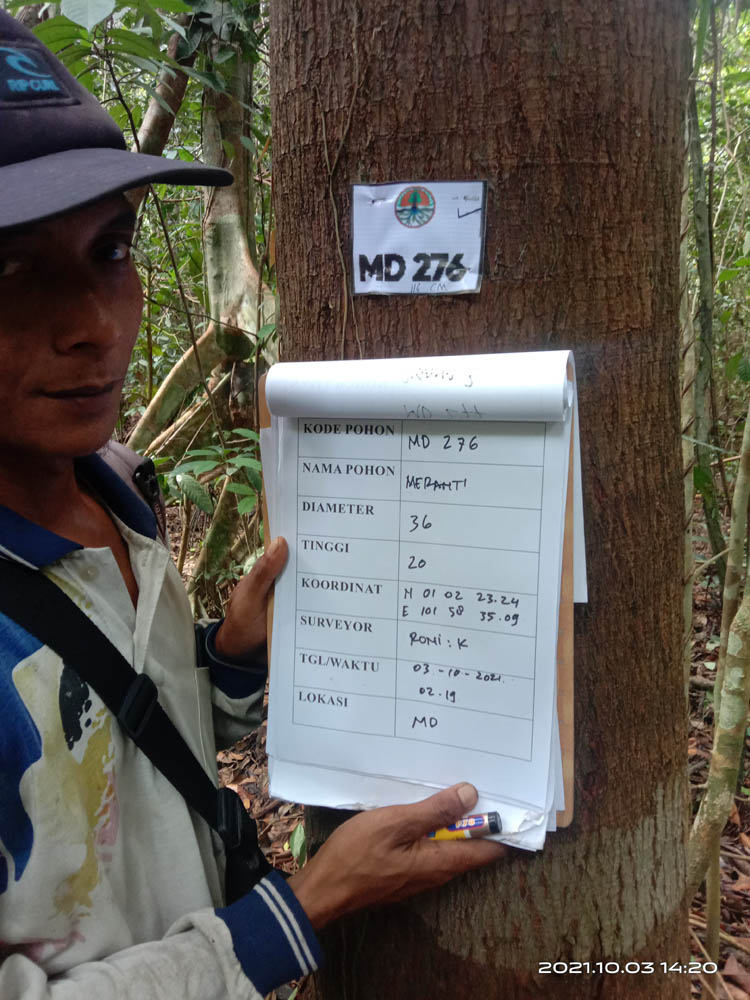 RIP CURL
MD 276
116 CM
KODE POHON MD 276
NAMA POHON MERANTI
DIAMETER 36
TINGGI 20
KOORDINAT N 01 02 23.24
E 101 58 35.09
SURVEYOR RONI : K
TGL/WAKTU 03 - 10 - 2021
02.19
LOKASI MD
2021.10.03 14:20